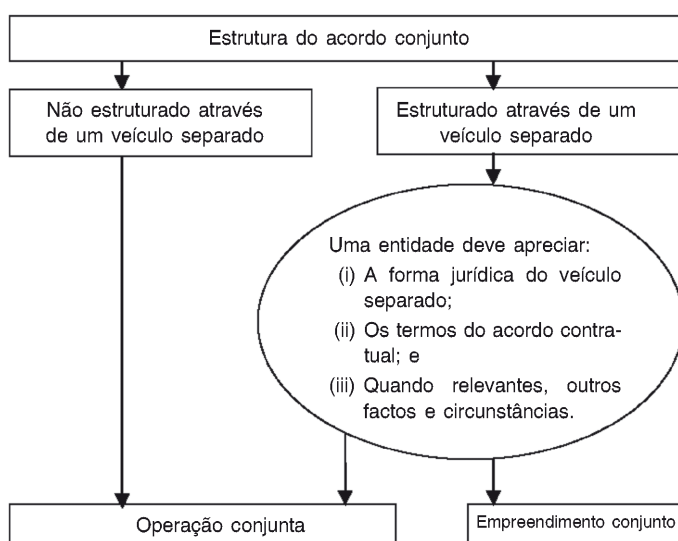 Estrutura do acordo conjunto
Não estruturado através
de um veículo separado
Estruturado através de um
veículo separado
Uma entidade deve apreciar:
(i) A forma jurídica do veículo
separado;
(ii) Os termos do acordo contra-
tual; e
(iii) Quando relevantes, outros
factos e circunstâncias.
Operação conjunta
Empreendimento conjunto